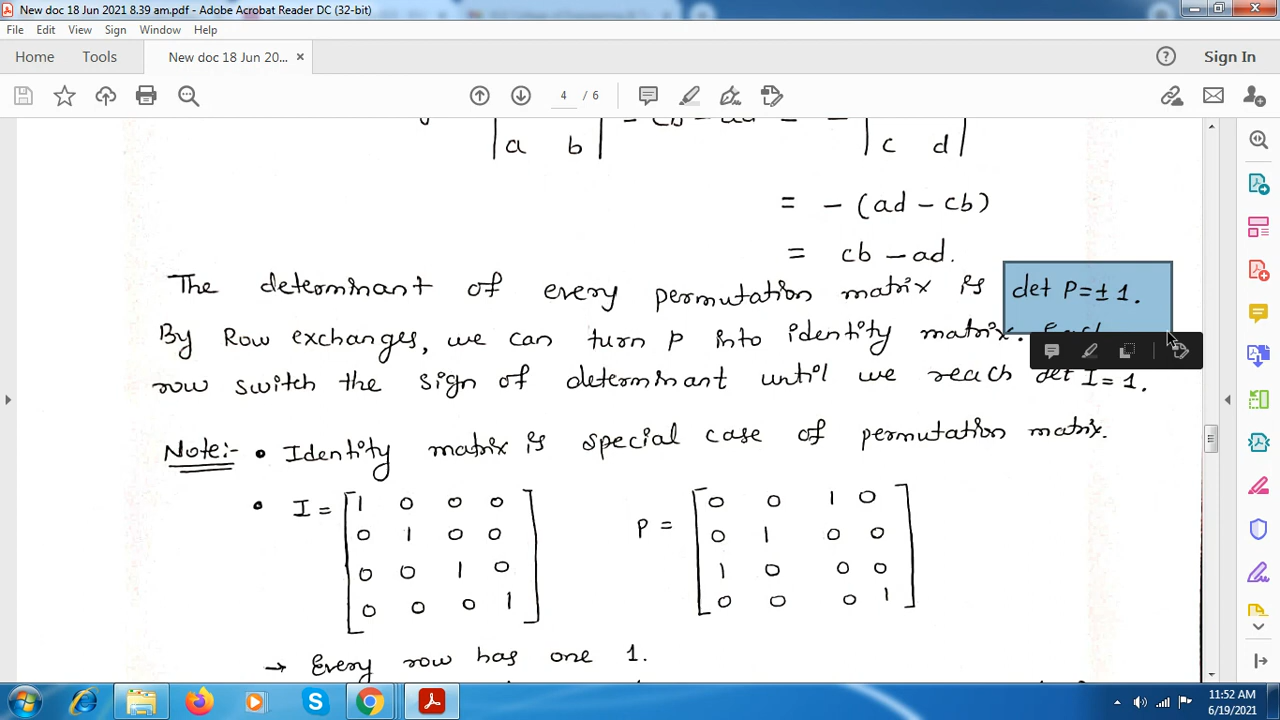 New doc 18 Jun 2021 8.39 am.pdf - Adobe Acrobat Reader DC (32-bit)
File Edit View Sign Window Help
Home Tools New doc 18 Jun 20... × Sign In
4 / 6
a b = cb - ad = - c d
= - (ad - cb)
= cb - ad.
The determinant of every permutation matrix is det P = ± 1.
By Row exchanges, we can turn P into identity matrix. Each
row switch the sign of determinant until we reach det I = 1.
Note:- • Identity matrix is special case of permutation matrix.
• I = P =
1 0 0 0 0 0 1 0
0 1 0 0 0 1 0 0
0 0 1 0 1 0 0 0
0 0 0 1 0 0 0 1
→ Every row has one 1.
11:52 AM
6/19/2021